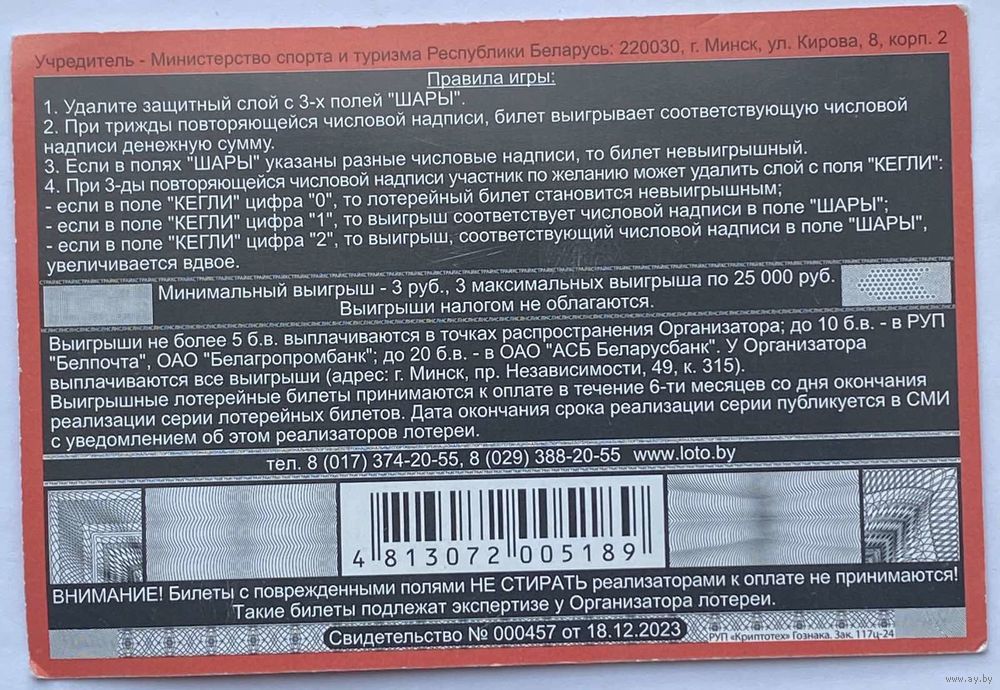 Учредитель - Министерство спорта и туризма Республики Беларусь: 220030, г. Минск, ул. Кирова, 8, корп. 2
Правила игры:
1. Удалите защитный слой с 3-х полей "ШАРЫ".
2. При трижды повторяющейся числовой надписи, билет выигрывает соответствующую числовой
надписи денежную сумму.
3. Если в полях "ШАРЫ" указаны разные числовые надписи, то билет невыигрышный.
4. При 3-ды повторяющейся числовой надписи участник по желанию может удалить слой с поля "КЕГЛИ":
- если в поле "КЕГЛИ" цифра "0", то лотерейный билет становится невыигрышным;
- если в поле "КЕГЛИ" цифра "1", то выигрыш соответствует числовой надписи в поле "ШАРЫ";
- если в поле "КЕГЛИ" цифра "2", то выигрыш, соответствующий числовой надписи в поле "ШАРЫ",
увеличивается вдвое.
Минимальный выигрыш - 3 руб., 3 максимальных выигрыша по 25 000 руб.
Выигрыши налогом не облагаются.
Выигрыши не более 5 б.в. выплачиваются в точках распространения Организатора; до 10 б.в. - в РУП
"Белпочта", ОАО "Белагропромбанк"; до 20 б.в. - в ОАО "АСБ Беларусбанк". У Организатора
выплачиваются все выигрыши (адрес: г. Минск, пр. Независимости, 49, к. 315).
Выигрышные лотерейные билеты принимаются к оплате в течение 6-ти месяцев со дня окончания
реализации серии лотерейных билетов. Дата окончания срока реализации серии публикуется в СМИ
с уведомлением об этом реализаторов лотереи.
тел. 8 (017) 374-20-55, 8 (029) 388-20-55 www.loto.by
4 813072 005189
ВНИМАНИЕ! Билеты с поврежденными полями НЕ СТИРАТЬ реализаторами к оплате не принимаются!
Такие билеты подлежат экспертизе у Организатора лотереи.
Свидетельство № 000457 от 18.12.2023
РУП «Криптотех» Гознака. Зак. 117ц-24
www.ay.by